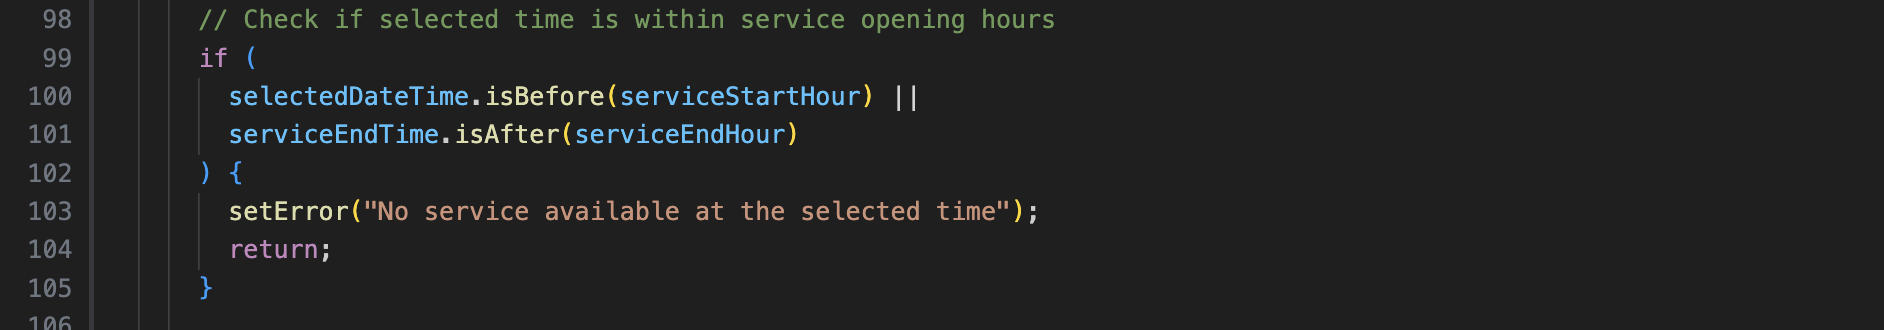 98 // Check if selected time is within service opening hours
99 if (
100 selectedDateTime.isBefore(serviceStartHour) ||
101 serviceEndTime.isAfter(serviceEndHour)
102 ) {
103 setError("No service available at the selected time");
104 return;
105 }
106